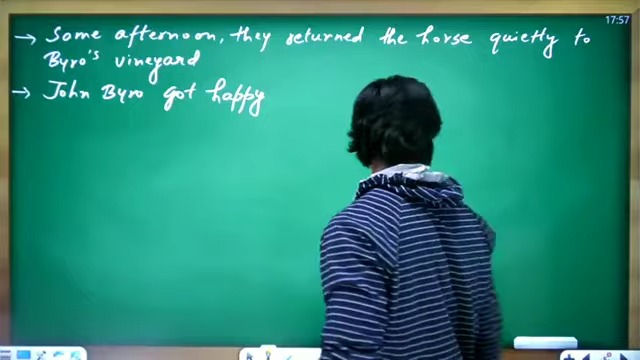 17:57
→ Some afternoon, they returned the horse quietly to
Byro's vineyard
→ John Byro got happy